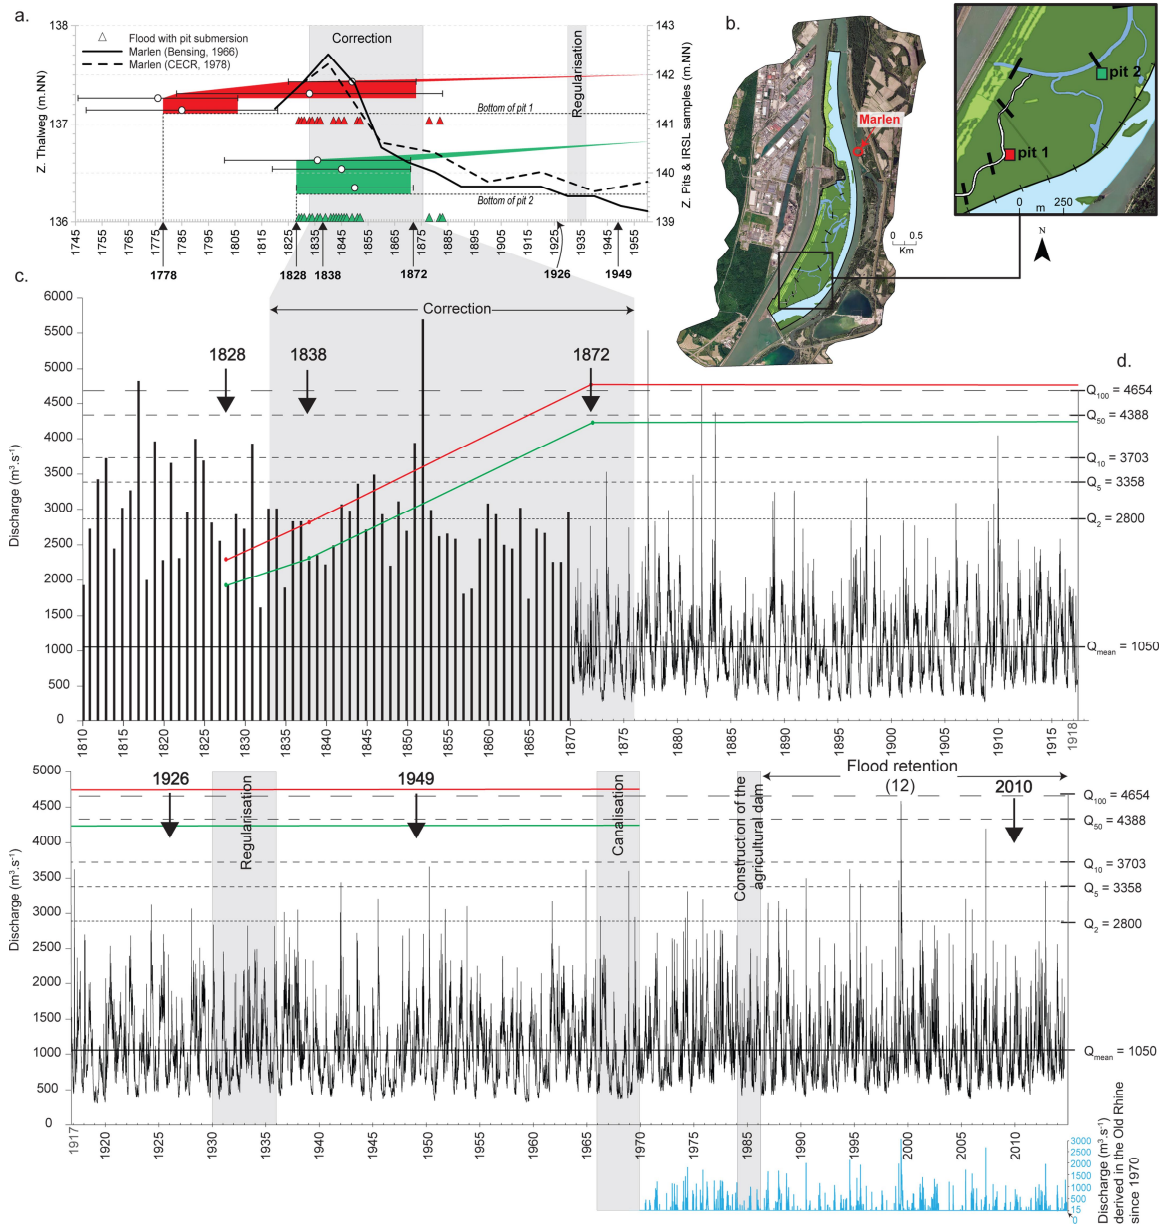 a.
138
137
136
Z. Thalweg (m.NN)
Flood with pit submersion
Marlen (Bensing, 1966)
Marlen (CECR, 1978)
Correction
Regularisation
Bottom of pit 1
Bottom of pit 2
143
142
141
140
139
Z. Pits & IRSL samples (m.NN)
1745
1755
1765
1775
1785
1795
1805
1815
1825
1835
1845
1855
1865
1875
1885
1895
1905
1915
1925
1935
1945
1955
1778
1828
1838
1872
1926
1949
b.
Marlen
0 0.5
Km
pit 2
pit 1
0 250
m
N
c.
6000
5500
5000
4500
4000
3500
3000
2500
2000
1500
1000
500
0
Discharge (m³.s⁻¹)
Correction
1828
1838
1872
d.
Q100 = 4654
Q50 = 4388
Q10 = 3703
Q5 = 3358
Q2 = 2800
Qmean = 1050
1810
1815
1820
1825
1830
1835
1840
1845
1850
1855
1860
1865
1870
1875
1880
1885
1890
1895
1900
1905
1910
1915
1918
5000
4500
4000
3500
3000
2500
2000
1500
1000
500
0
Discharge (m³.s⁻¹)
1926
Regularisation
1949
Canalisation
Construction of the
agricultural dam
Flood retention
(12)
2010
Q100 = 4654
Q50 = 4388
Q10 = 3703
Q5 = 3358
Q2 = 2800
Qmean = 1050
1917
1920
1925
1930
1935
1940
1945
1950
1955
1960
1965
1970
1975
1980
1985
1990
1995
2000
2005
2010
3000
2000
1500
1000
500
15
0
Discharge (m³.s⁻¹)
derived in the Old Rhine
since 1970